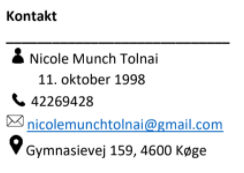 Kontakt
Nicole Munch Tolnai
11. oktober 1998
42269428
nicolemunchtolnai@gmail.com
Gymnasievej 159, 4600 Køge